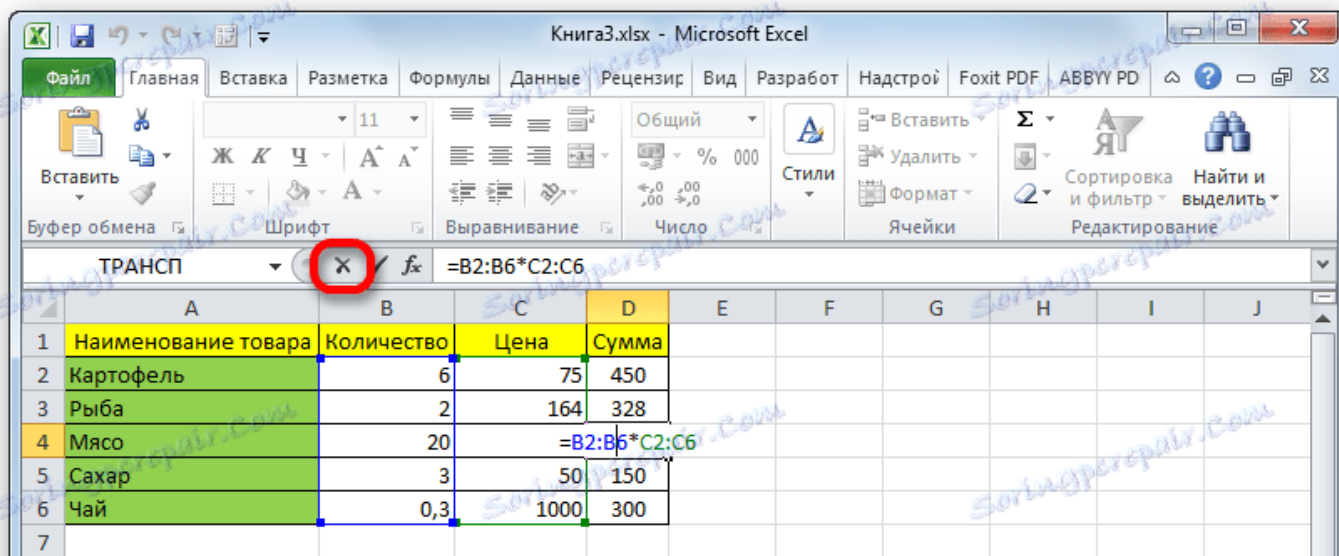 Книга3.xlsx - Microsoft Excel
Файл Главная Вставка Разметка Формулы Данные Рецензир Вид Разработ Надстрой Foxit PDF ABBYY PD
11 Общий Вставить Σ
Ж К Ч А А % 000 Удалить
Вставить Стили Сортировка Найти и
А ,0 ,00 ,00 ,0 Формат и фильтр выделить
Буфер обмена Шрифт Выравнивание Число Ячейки Редактирование
ТРАНСП fx =B2:B6*C2:C6
A B C D E F G H I J
1 Наименование товара Количество Цена Сумма
2 Картофель 6 75 450
3 Рыба 2 164 328
4 Мясо 20 =B2:B6*C2:C6
5 Сахар 3 50 150
6 Чай 0,3 1000 300
7